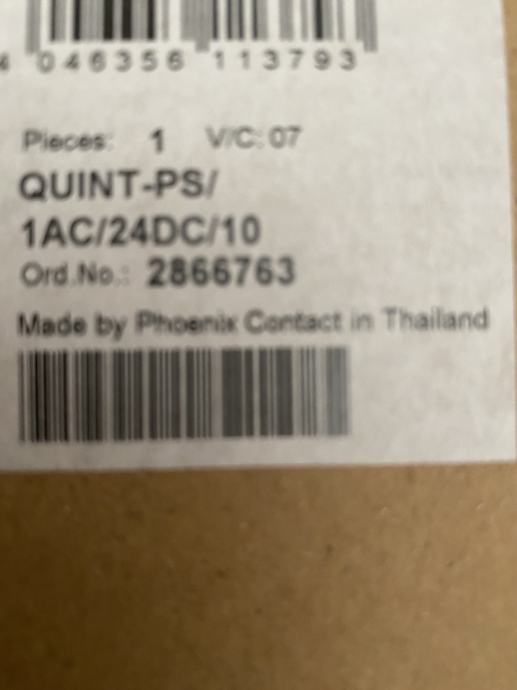 4 046356 113793
Pieces: 1 V/C: 07
QUINT-PS/
1AC/24DC/10
Ord.No.: 2866763
Made by Phoenix Contact in Thailand